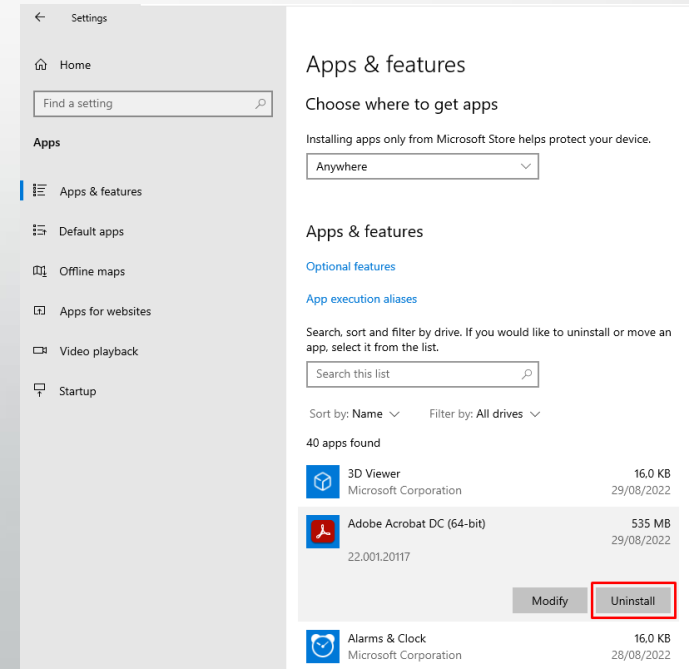 Settings
Home
Find a setting
Apps
Apps & features
Default apps
Offline maps
Apps for websites
Video playback
Startup
Apps & features
Choose where to get apps
Installing apps only from Microsoft Store helps protect your device.
Anywhere
Apps & features
Optional features
App execution aliases
Search, sort and filter by drive. If you would like to uninstall or move an
app, select it from the list.
Search this list
Sort by: Name Filter by: All drives
40 apps found
3D Viewer 16,0 KB
Microsoft Corporation 29/08/2022
Adobe Acrobat DC (64-bit) 535 MB
29/08/2022
22.001.20117
Modify Uninstall
Alarms & Clock 16,0 KB
Microsoft Corporation 28/08/2022